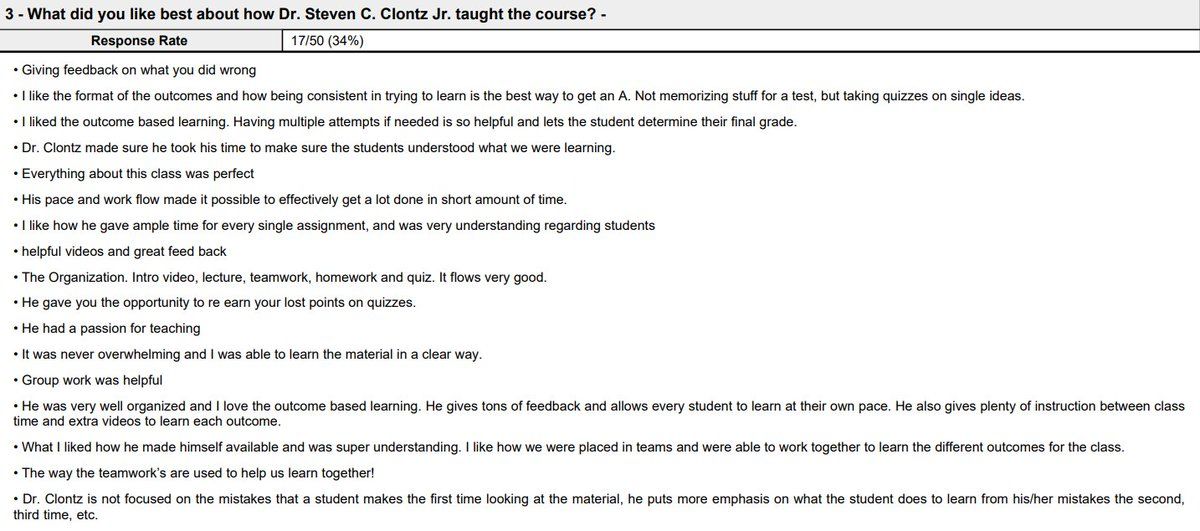 3 - What did you like best about how Dr. Steven C. Clontz Jr. taught the course? -
Response Rate 17/50 (34%)
• Giving feedback on what you did wrong
• I like the format of the outcomes and how being consistent in trying to learn is the best way to get an A. Not memorizing stuff for a test, but taking quizzes on single ideas.
• I liked the outcome based learning. Having multiple attempts if needed is so helpful and lets the student determine their final grade.
• Dr. Clontz made sure he took his time to make sure the students understood what we were learning.
• Everything about this class was perfect
• His pace and work flow made it possible to effectively get a lot done in short amount of time.
• I like how he gave ample time for every single assignment, and was very understanding regarding students
• helpful videos and great feed back
• The Organization. Intro video, lecture, teamwork, homework and quiz. It flows very good.
• He gave you the opportunity to re earn your lost points on quizzes.
• He had a passion for teaching
• It was never overwhelming and I was able to learn the material in a clear way.
• Group work was helpful
• He was very well organized and I love the outcome based learning. He gives tons of feedback and allows every student to learn at their own pace. He also gives plenty of instruction between class
time and extra videos to learn each outcome.
• What I liked how he made himself available and was super understanding. I like how we were placed in teams and were able to work together to learn the different outcomes for the class.
• The way the teamwork's are used to help us learn together!
• Dr. Clontz is not focused on the mistakes that a student makes the first time looking at the material, he puts more emphasis on what the student does to learn from his/her mistakes the second,
third time, etc.